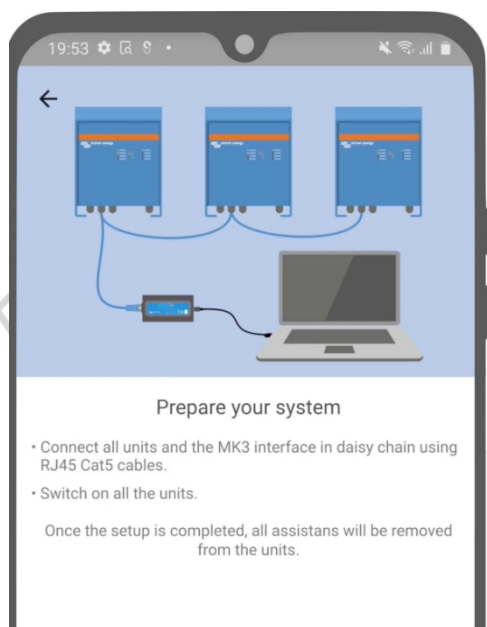 19:53
Prepare your system
• Connect all units and the MK3 interface in daisy chain using
RJ45 Cat5 cables.
• Switch on all the units.
Once the setup is completed, all assistans will be removed
from the units.